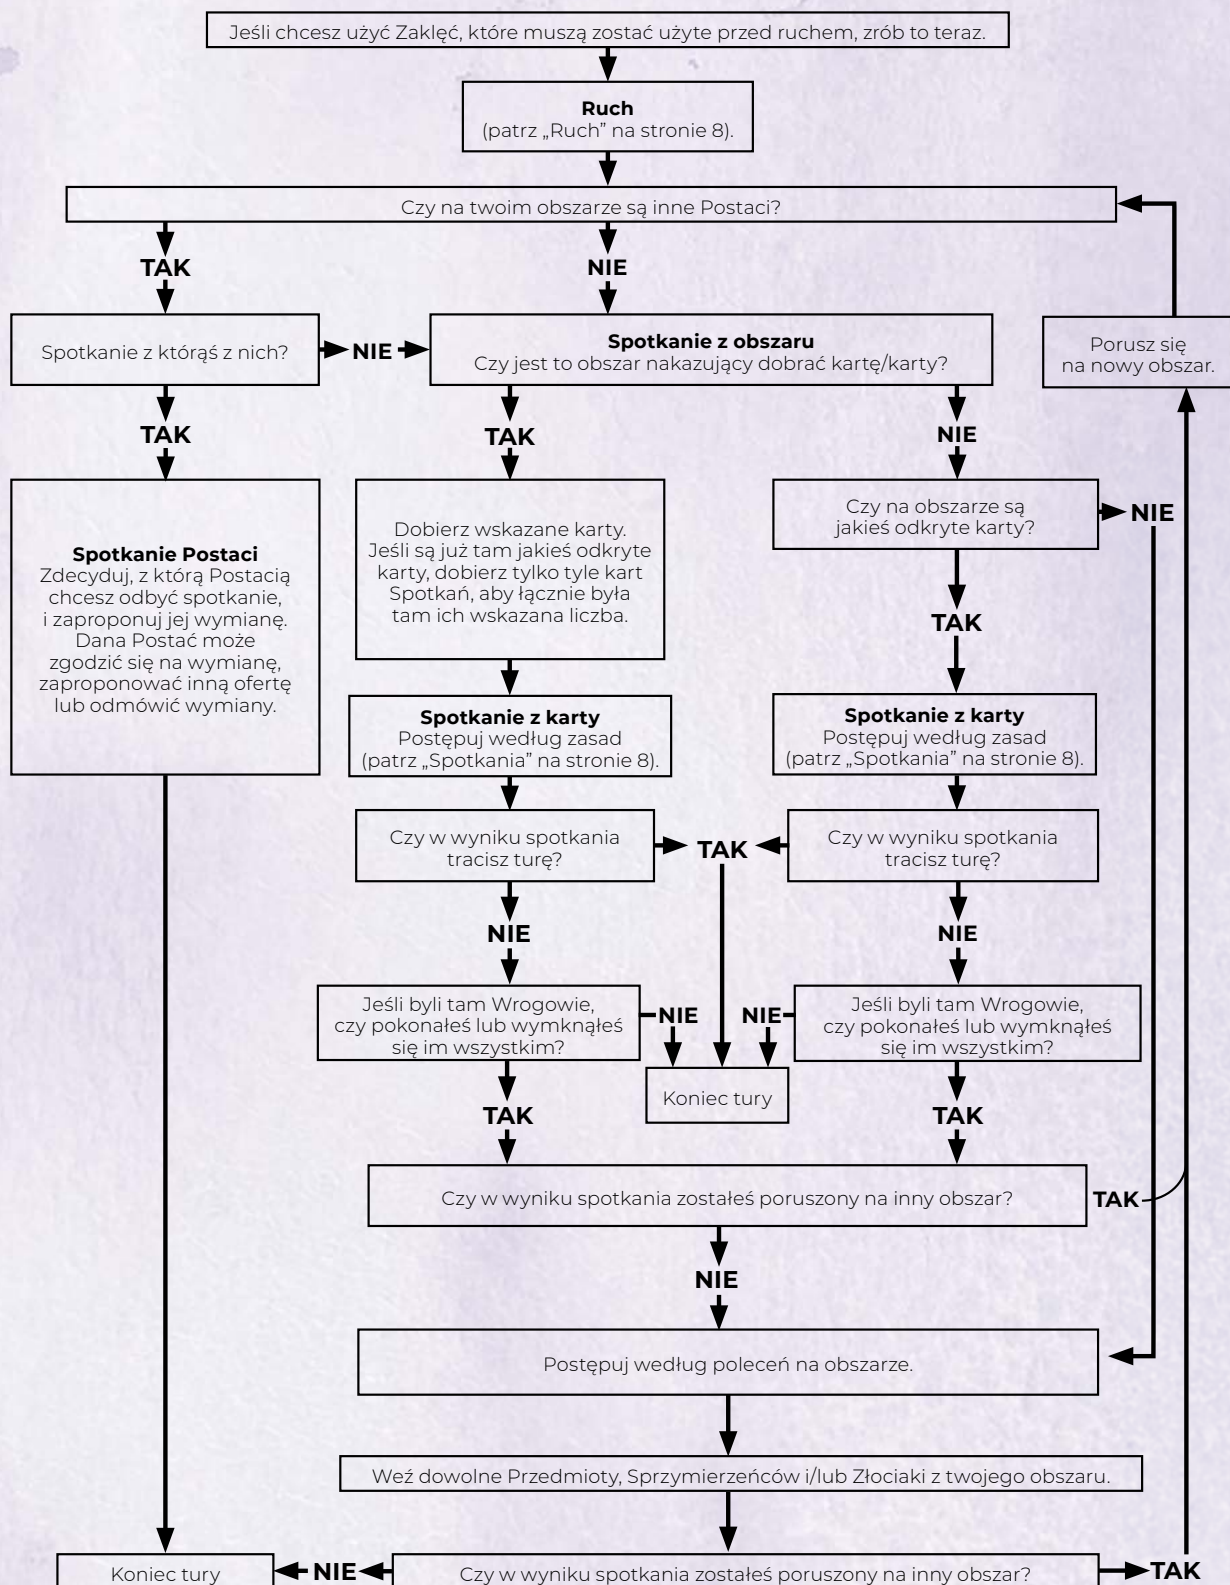 Jeśli chcesz użyć Zaklęć, które muszą zostać użyte przed ruchem, zrób to teraz.
Ruch
(patrz „Ruch” na stronie 8).
Czy na twoim obszarze są inne Postaci?
TAK
NIE
Spotkanie z którąś z nich?
NIE
Spotkanie z obszaru
Czy jest to obszar nakazujący dobrać kartę/karty?
Porusz się
na nowy obszar.
TAK
TAK
NIE
Spotkanie Postaci
Zdecyduj, z którą Postacią
chcesz odbyć spotkanie,
i zaproponuj jej wymianę.
Dana Postać może
zgodzić się na wymianę,
zaproponować inną ofertę
lub odmówić wymiany.
Dobierz wskazane karty.
Jeśli są już tam jakieś odkryte
karty, dobierz tylko tyle kart
Spotkań, aby łącznie była
tam ich wskazana liczba.
Czy na obszarze są
jakieś odkryte karty?
NIE
TAK
Spotkanie z karty
Postępuj według zasad
(patrz „Spotkania” na stronie 8).
Spotkanie z karty
Postępuj według zasad
(patrz „Spotkania” na stronie 8).
Czy w wyniku spotkania
tracisz turę?
TAK
Czy w wyniku spotkania
tracisz turę?
NIE
NIE
Jeśli byli tam Wrogowie,
czy pokonałeś lub wymknąłeś
się im wszystkim?
NIE
NIE
Jeśli byli tam Wrogowie,
czy pokonałeś lub wymknąłeś
się im wszystkim?
Koniec tury
TAK
TAK
Czy w wyniku spotkania zostałeś poruszony na inny obszar?
TAK
NIE
Postępuj według poleceń na obszarze.
Weź dowolne Przedmioty, Sprzymierzeńców i/lub Złociaki z twojego obszaru.
Koniec tury
NIE
Czy w wyniku spotkania zostałeś poruszony na inny obszar?
TAK